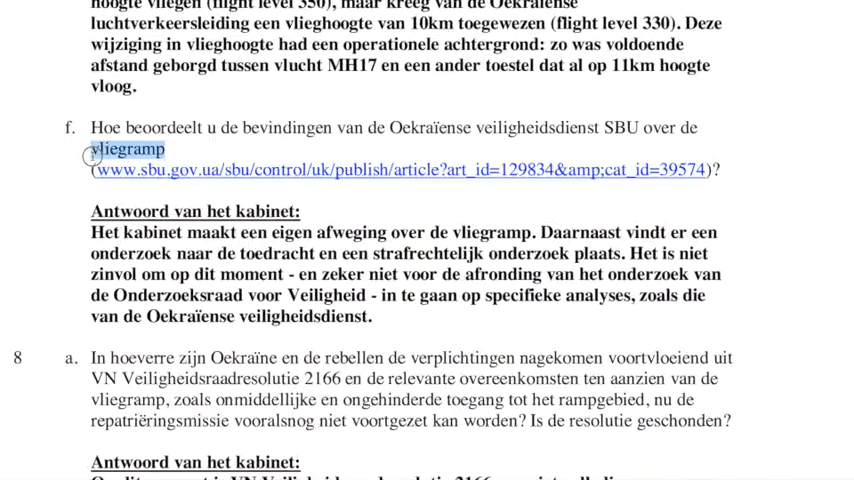 hoogte vliegen (flight level 350), maar kreeg van de Oekraïense
luchtverkeersleiding een vlieghoogte van 10km toegewezen (flight level 330). Deze
wijziging in vlieghoogte had een operationele achtergrond: zo was voldoende
afstand geborgd tussen vlucht MH17 en een ander toestel dat al op 11km hoogte
vloog.
f. Hoe beoordeelt u de bevindingen van de Oekraïense veiligheidsdienst SBU over de
vliegramp
(www.sbu.gov.ua/sbu/control/uk/publish/article?art_id=129834&amp;cat_id=39574)?
Antwoord van het kabinet:
Het kabinet maakt een eigen afweging over de vliegramp. Daarnaast vindt er een
onderzoek naar de toedracht en een strafrechtelijk onderzoek plaats. Het is niet
zinvol om op dit moment - en zeker niet voor de afronding van het onderzoek van
de Onderzoeksraad voor Veiligheid - in te gaan op specifieke analyses, zoals die
van de Oekraïense veiligheidsdienst.
8 a. In hoeverre zijn Oekraïne en de rebellen de verplichtingen nagekomen voortvloeiend uit
VN Veiligheidsraadresolutie 2166 en de relevante overeenkomsten ten aanzien van de
vliegramp, zoals onmiddellijke en ongehinderde toegang tot het rampgebied, nu de
repatriëringsmissie vooralsnog niet voortgezet kan worden? Is de resolutie geschonden?
Antwoord van het kabinet: